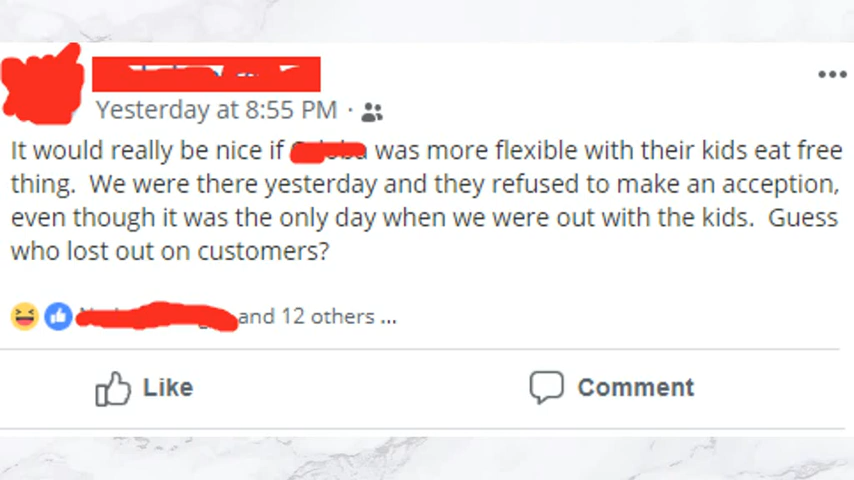 Yesterday at 8:55 PM ·
It would really be nice if was more flexible with their kids eat free
thing. We were there yesterday and they refused to make an acception,
even though it was the only day when we were out with the kids. Guess
who lost out on customers?
and 12 others ...
Like
Comment